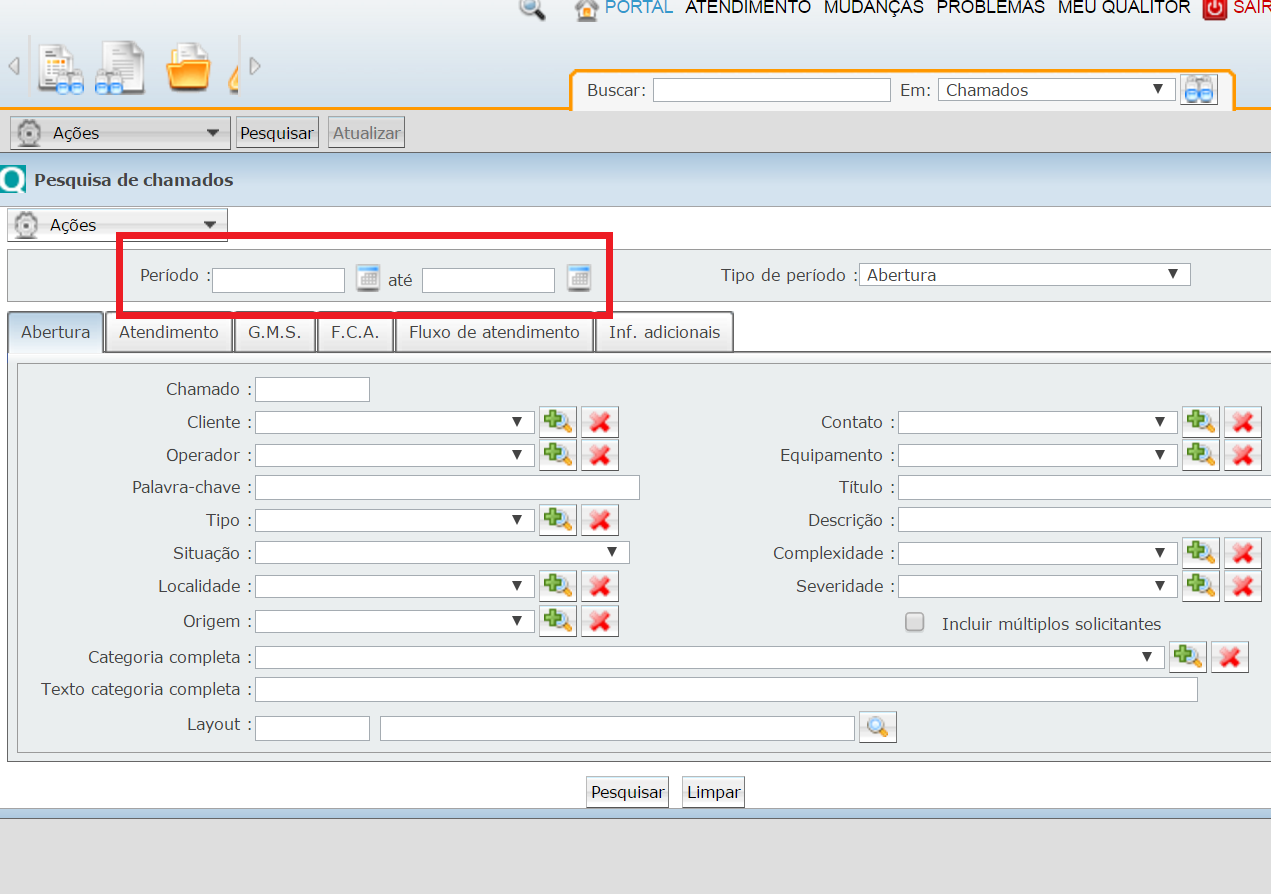 PORTAL ATENDIMENTO MUDANÇAS PROBLEMAS MEU QUALITOR SAIR
Buscar: Em: Chamados
Ações Pesquisar Atualizar
Pesquisa de chamados
Ações
Período : até Tipo de período : Abertura
Abertura Atendimento G.M.S. F.C.A. Fluxo de atendimento Inf. adicionais
Chamado :
Cliente : Contato :
Operador : Equipamento :
Palavra-chave : Título :
Tipo : Descrição :
Situação : Complexidade :
Localidade : Severidade :
Origem : Incluir múltiplos solicitantes
Categoria completa :
Texto categoria completa :
Layout :
Pesquisar Limpar